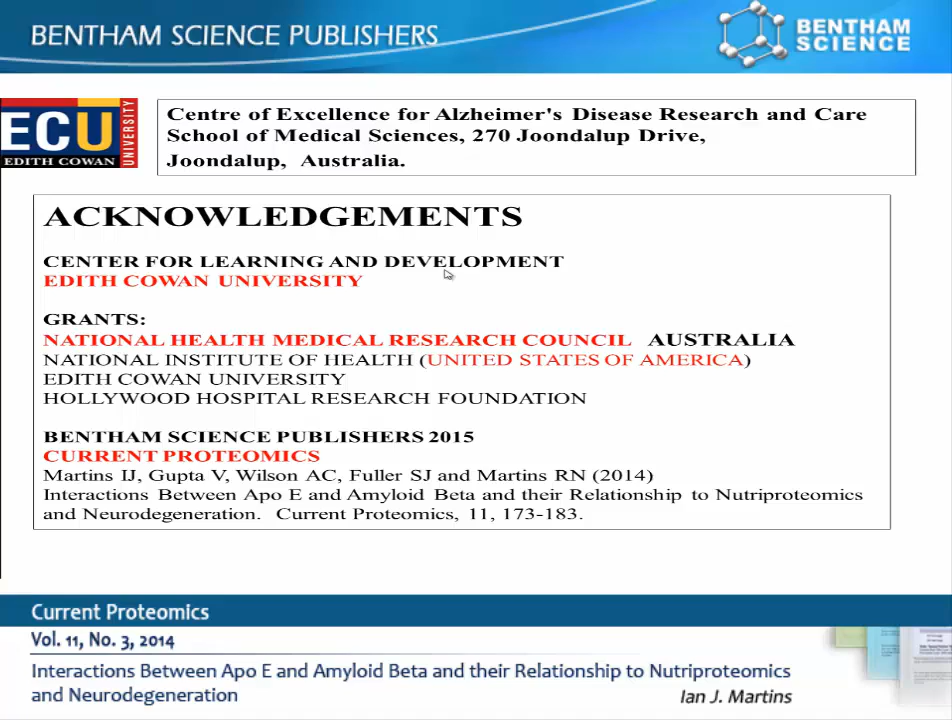 BENTHAM SCIENCE PUBLISHERS
BENTHAM
SCIENCE
ECU
UNIVERSITY
EDITH COWAN
Centre of Excellence for Alzheimer's Disease Research and Care
School of Medical Sciences, 270 Joondalup Drive,
Joondalup, Australia.
ACKNOWLEDGEMENTS
CENTER FOR LEARNING AND DEVELOPMENT
EDITH COWAN UNIVERSITY
GRANTS:
NATIONAL HEALTH MEDICAL RESEARCH COUNCIL AUSTRALIA
NATIONAL INSTITUTE OF HEALTH (UNITED STATES OF AMERICA)
EDITH COWAN UNIVERSITY
HOLLYWOOD HOSPITAL RESEARCH FOUNDATION
BENTHAM SCIENCE PUBLISHERS 2015
CURRENT PROTEOMICS
Martins IJ, Gupta V, Wilson AC, Fuller SJ and Martins RN (2014)
Interactions Between Apo E and Amyloid Beta and their Relationship to Nutriproteomics
and Neurodegeneration. Current Proteomics, 11, 173-183.
Current Proteomics
Vol. 11, No. 3, 2014
Interactions Between Apo E and Amyloid Beta and their Relationship to Nutriproteomics
and Neurodegeneration
Ian J. Martins